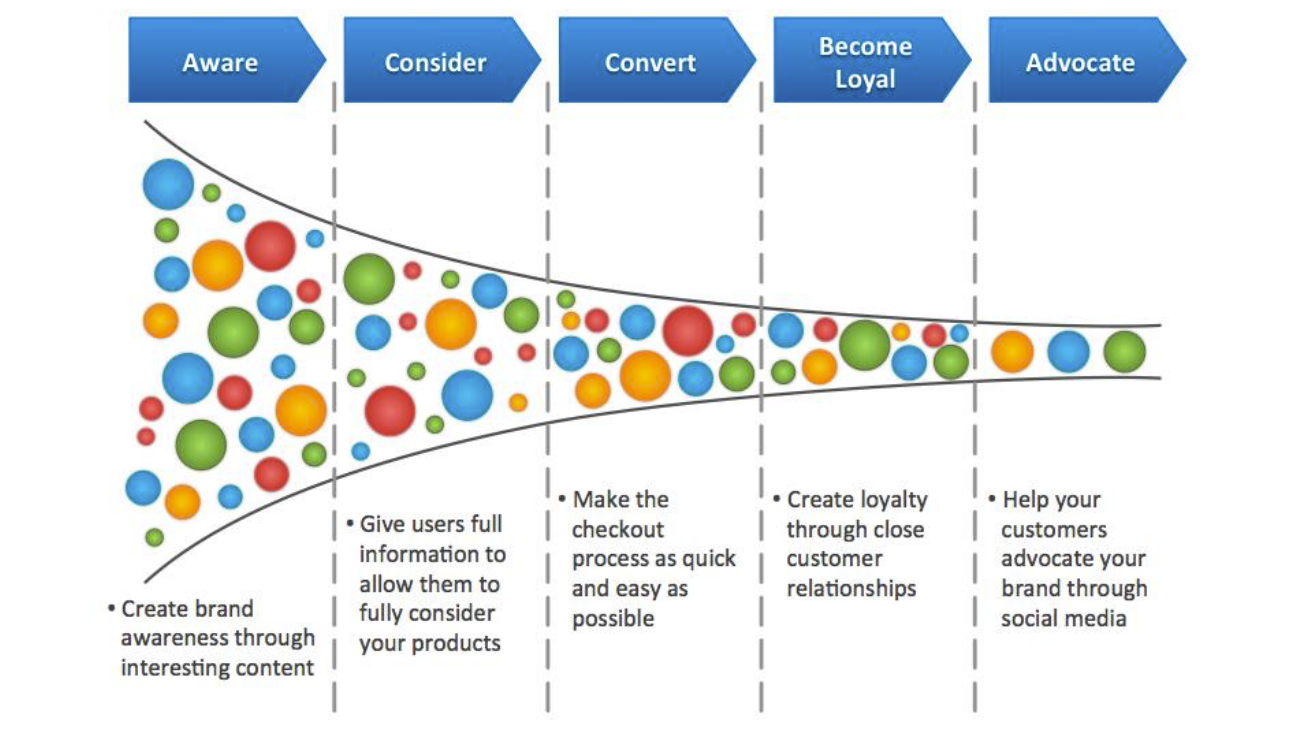 Aware
Consider
Convert
Become
Loyal
Advocate
• Create brand
awareness through
interesting content
• Give users full
information to
allow them to
fully consider
your products
• Make the
checkout
process as quick
and easy as
possible
• Create loyalty
through close
customer
relationships
• Help your
customers
advocate your
brand through
social media